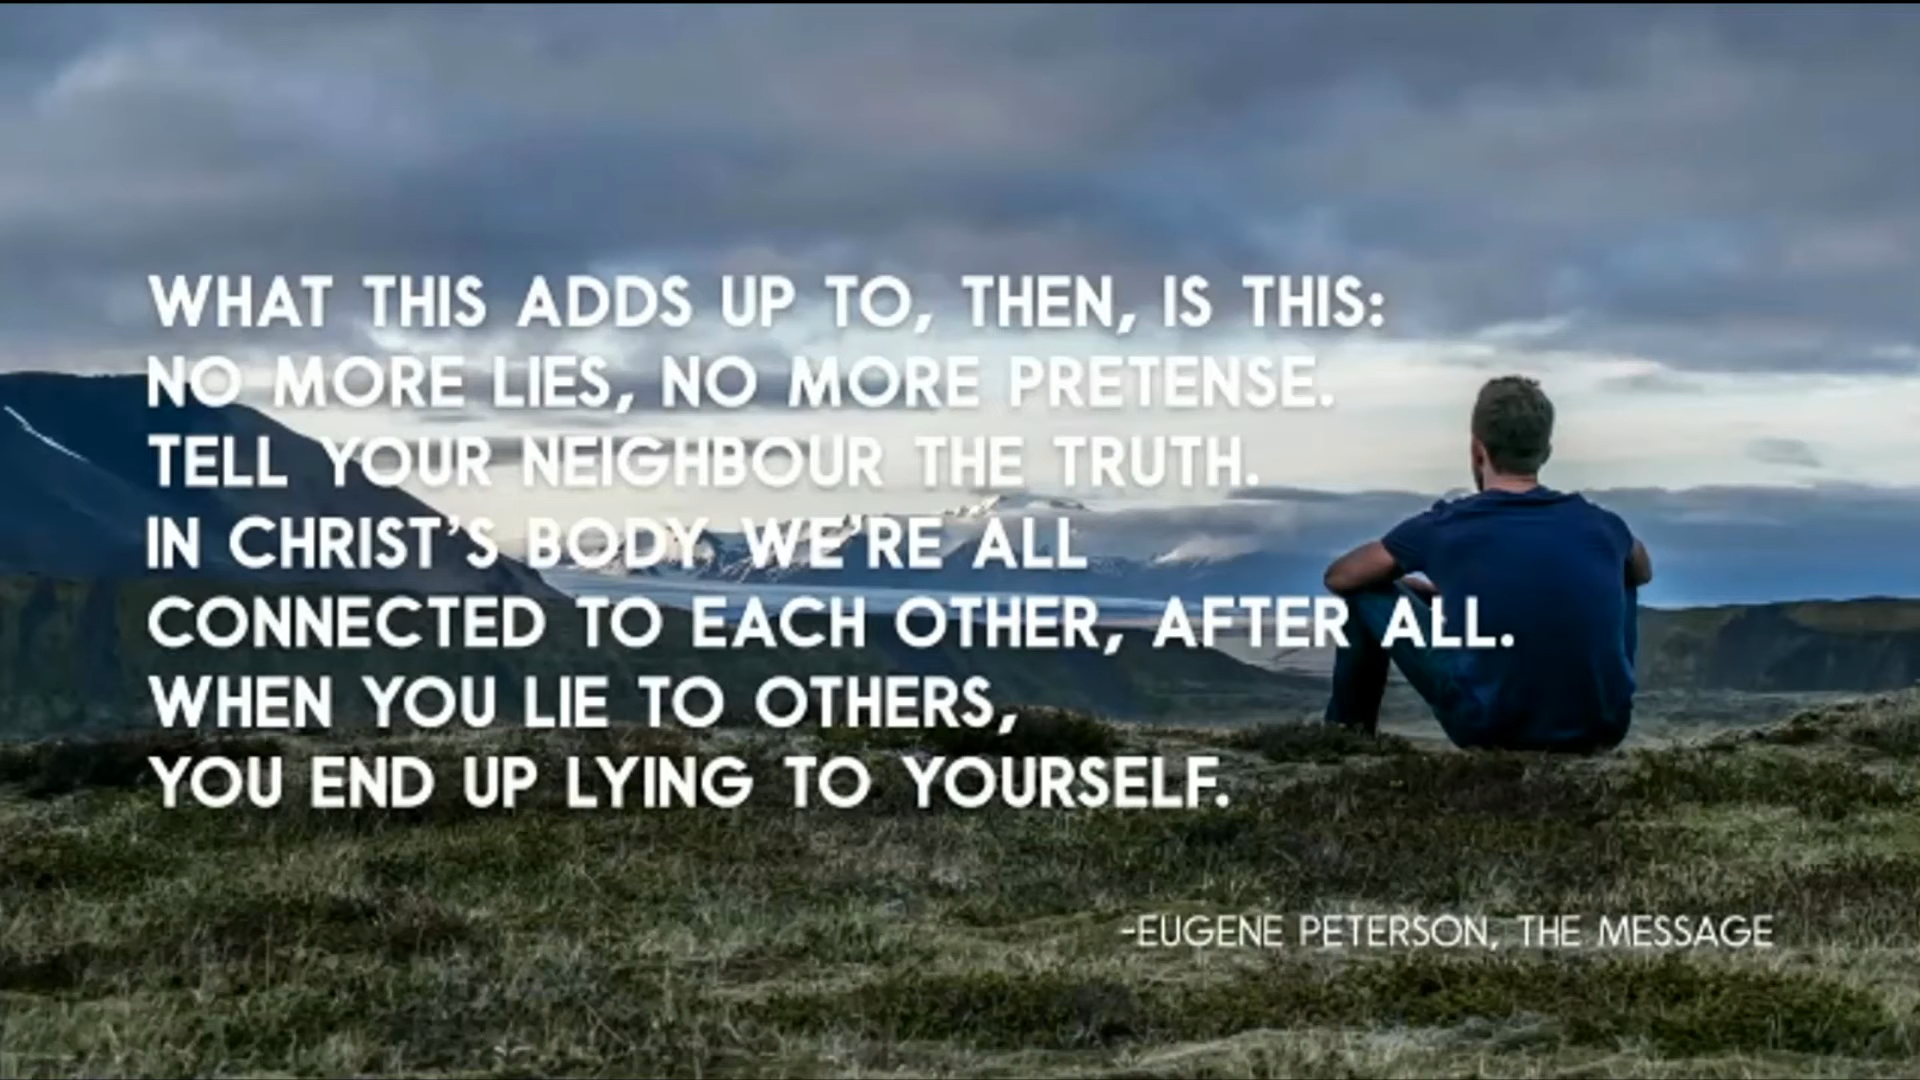 WHAT THIS ADDS UP TO, THEN, IS THIS:
NO MORE LIES, NO MORE PRETENSE.
TELL YOUR NEIGHBOUR THE TRUTH.
IN CHRIST'S BODY WE'RE ALL
CONNECTED TO EACH OTHER, AFTER ALL.
WHEN YOU LIE TO OTHERS,
YOU END UP LYING TO YOURSELF.
-EUGENE PETERSON, THE MESSAGE